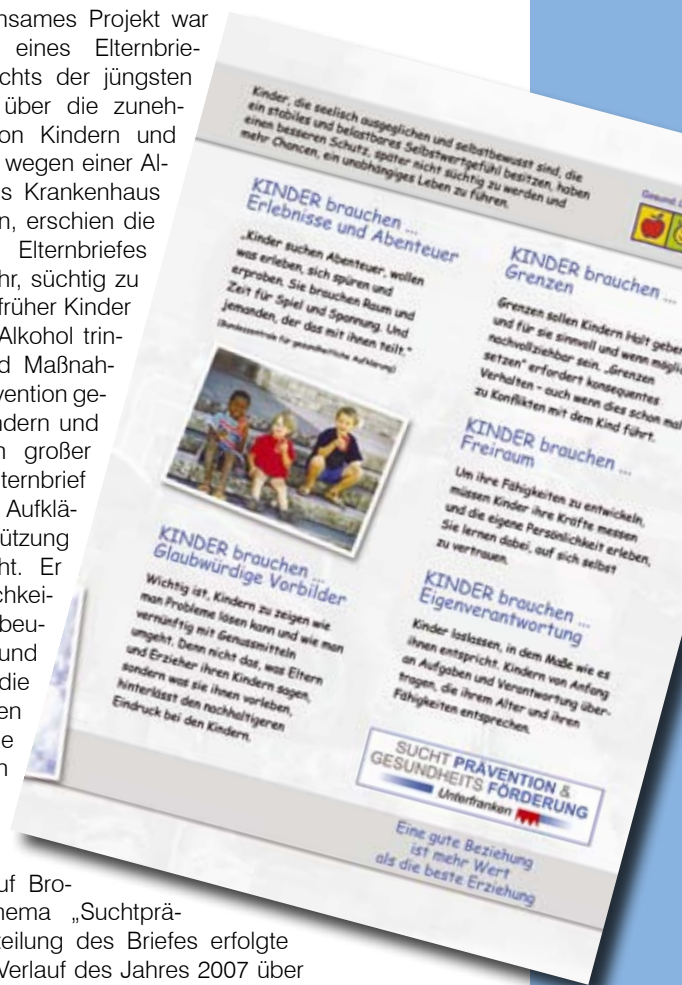 nsames Projekt war
eines Elternbrie-
chts der jüngsten
über die zuneh-
on Kindern und
wegen einer Al-
s Krankenhaus
n, erschien die
Elternbriefes
hr, süchtig zu
früher Kinder
Alkohol trin-
d Maßnah-
vention ge-
ndern und
n großer
ternbrief
Aufklä-
ützung
ht. Er
chkei-
beu-
und
die
en
e
n
uf Bro-
hema „Suchtprä-
teilung des Briefes erfolgte
Verlauf des Jahres 2007 über
Kinder, die seelisch ausgeglichen und selbstbewusst sind, die
ein stabiles und belastbares Selbstwertgefühl besitzen, haben
einen besseren Schutz, später nicht süchtig zu werden und
mehr Chancen, ein unabhängiges Leben zu führen.
KINDER brauchen ...
Erlebnisse und Abenteuer
„Kinder suchen Abenteuer, wollen
was erleben, sich spüren und
erproben. Sie brauchen Raum und
Zeit für Spiel und Spannung. Und
jemanden, der das mit ihnen teilt.“
(Bundeszentrale für gesundheitliche Aufklärung)
KINDER brauchen ...
Glaubwürdige Vorbilder
Wichtig ist, Kindern zu zeigen wie
man Probleme lösen kann und wie man
vernünftig mit Genussmitteln
umgeht. Denn nicht das, was Eltern
und Erzieher ihren Kindern sagen,
sondern was sie ihnen vorleben,
hinterlässt den nachhaltigeren
Eindruck bei den Kindern.
Gesund
KINDER brauchen ...
Grenzen
Grenzen sollen Kindern Halt geben
und für sie sinnvoll und wenn möglic
nachvollziehbar sein. „Grenzen
setzen“ erfordert konsequentes
Verhalten - auch wenn dies schon mal
zu Konflikten mit dem Kind führt.
KINDER brauchen ...
Freiraum
Um ihre Fähigkeiten zu entwickeln,
müssen Kinder ihre Kräfte messen
und die eigene Persönlichkeit erleben,
Sie lernen dabei, auf sich selbst
zu vertrauen.
KINDER brauchen ...
Eigenverantwortung
Kinder loslassen, in dem Maße wie es
ihnen entspricht. Kindern von Anfang
an Aufgaben und Verantwortung über-
tragen, die ihrem Alter und ihren
Fähigkeiten entsprechen.
SUCHT PRÄVENTION &
GESUNDHEITS FÖRDERUNG
Unterfranken
Eine gute Beziehung
ist mehr Wert
als die beste Erziehung